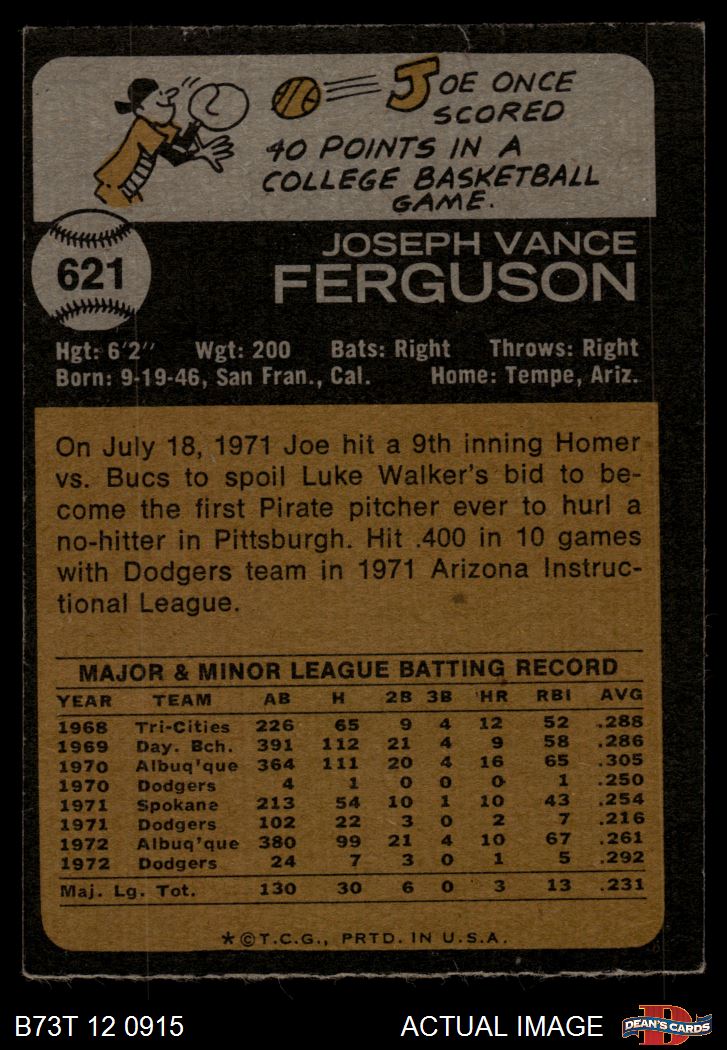 JOE ONCE
SCORED
40 POINTS IN A
COLLEGE BASKETBALL
GAME.
621
JOSEPH VANCE
FERGUSON
Hgt: 6'2" Wgt: 200 Bats: Right Throws: Right
Born: 9-19-46, San Fran., Cal. Home: Tempe, Ariz.
On July 18, 1971 Joe hit a 9th inning Homer
vs. Bucs to spoil Luke Walker's bid to be-
come the first Pirate pitcher ever to hurl a
no-hitter in Pittsburgh. Hit .400 in 10 games
with Dodgers team in 1971 Arizona Instruc-
tional League.
MAJOR & MINOR LEAGUE BATTING RECORD
YEAR TEAM AB H 2B 3B HR RBI AVG
1968 Tri-Cities 226 65 9 4 12 52 .288
1969 Day. Bch. 391 112 21 4 9 58 .286
1970 Albuq'que 364 111 20 4 16 65 .305
1970 Dodgers 4 1 0 0 0 1 .250
1971 Spokane 213 54 10 1 10 43 .254
1971 Dodgers 102 22 3 0 2 7 .216
1972 Albuq'que 380 99 21 4 10 67 .261
1972 Dodgers 24 7 3 0 1 5 .292
Maj. Lg. Tot. 130 30 6 0 3 13 .231
*©T.C.G., PRTD. IN U.S.A.
B73T 12 0915 ACTUAL IMAGE
D
DEAN'S CARDS